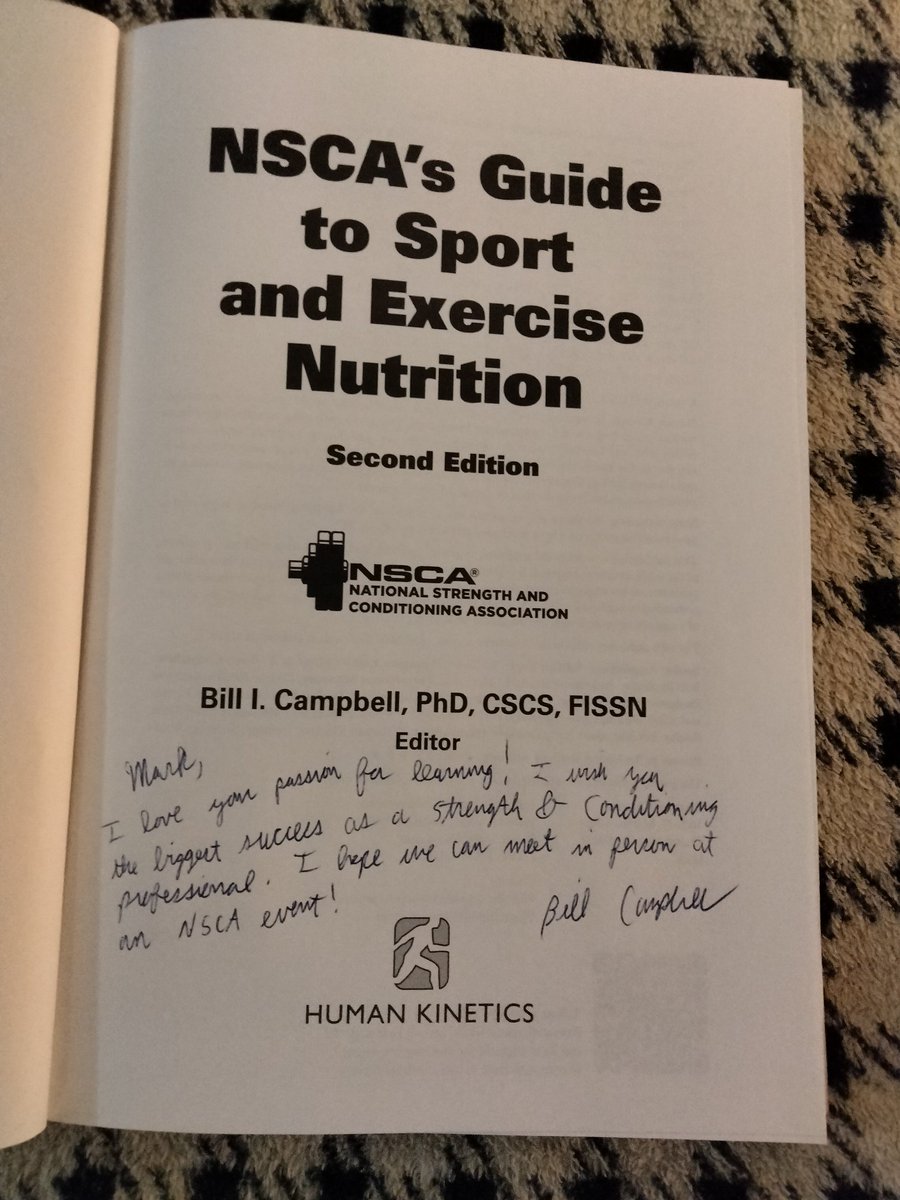 NSCA's Guide
to Sport
and Exercise
Nutrition
Second Edition
NSCA®
NATIONAL STRENGTH AND
CONDITIONING ASSOCIATION
Bill I. Campbell, PhD, CSCS, FISSN
Editor
Mark,
I love your passion for learning! I wish you
the biggest success as a Strength & Conditioning
professional. I hope we can meet in person at
an NSCA event!
Bill Campbell
HUMAN KINETICS